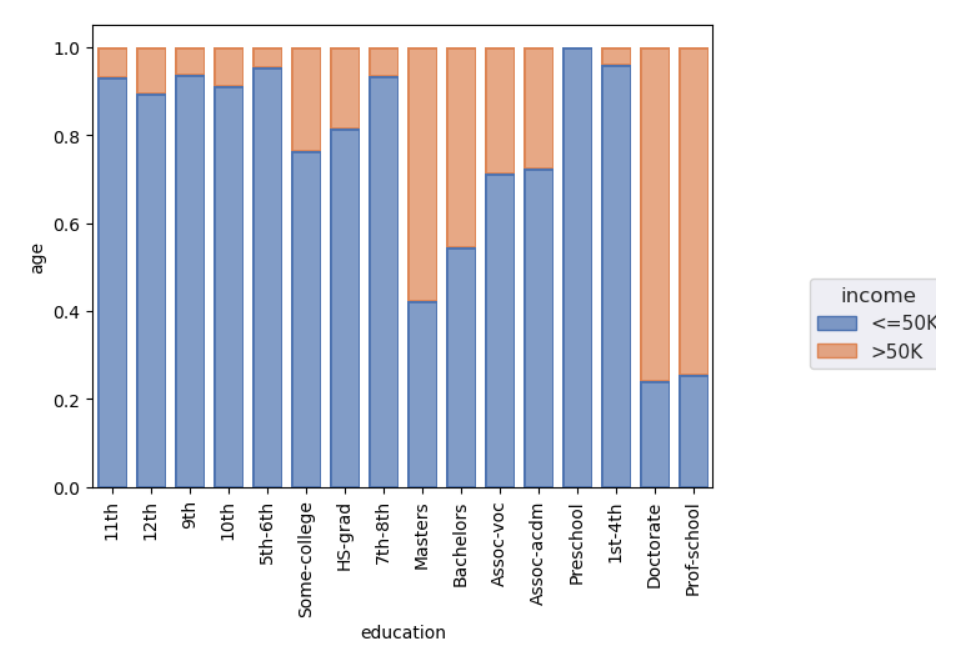 1.0
0.8
0.6
0.4
0.2
0.0
age
11th
12th
9th
10th
5th-6th
Some-college
HS-grad
7th-8th
Masters
Bachelors
Assoc-voc
Assoc-acdm
Preschool
1st-4th
Doctorate
Prof-school
education
income
<=50K
>50K